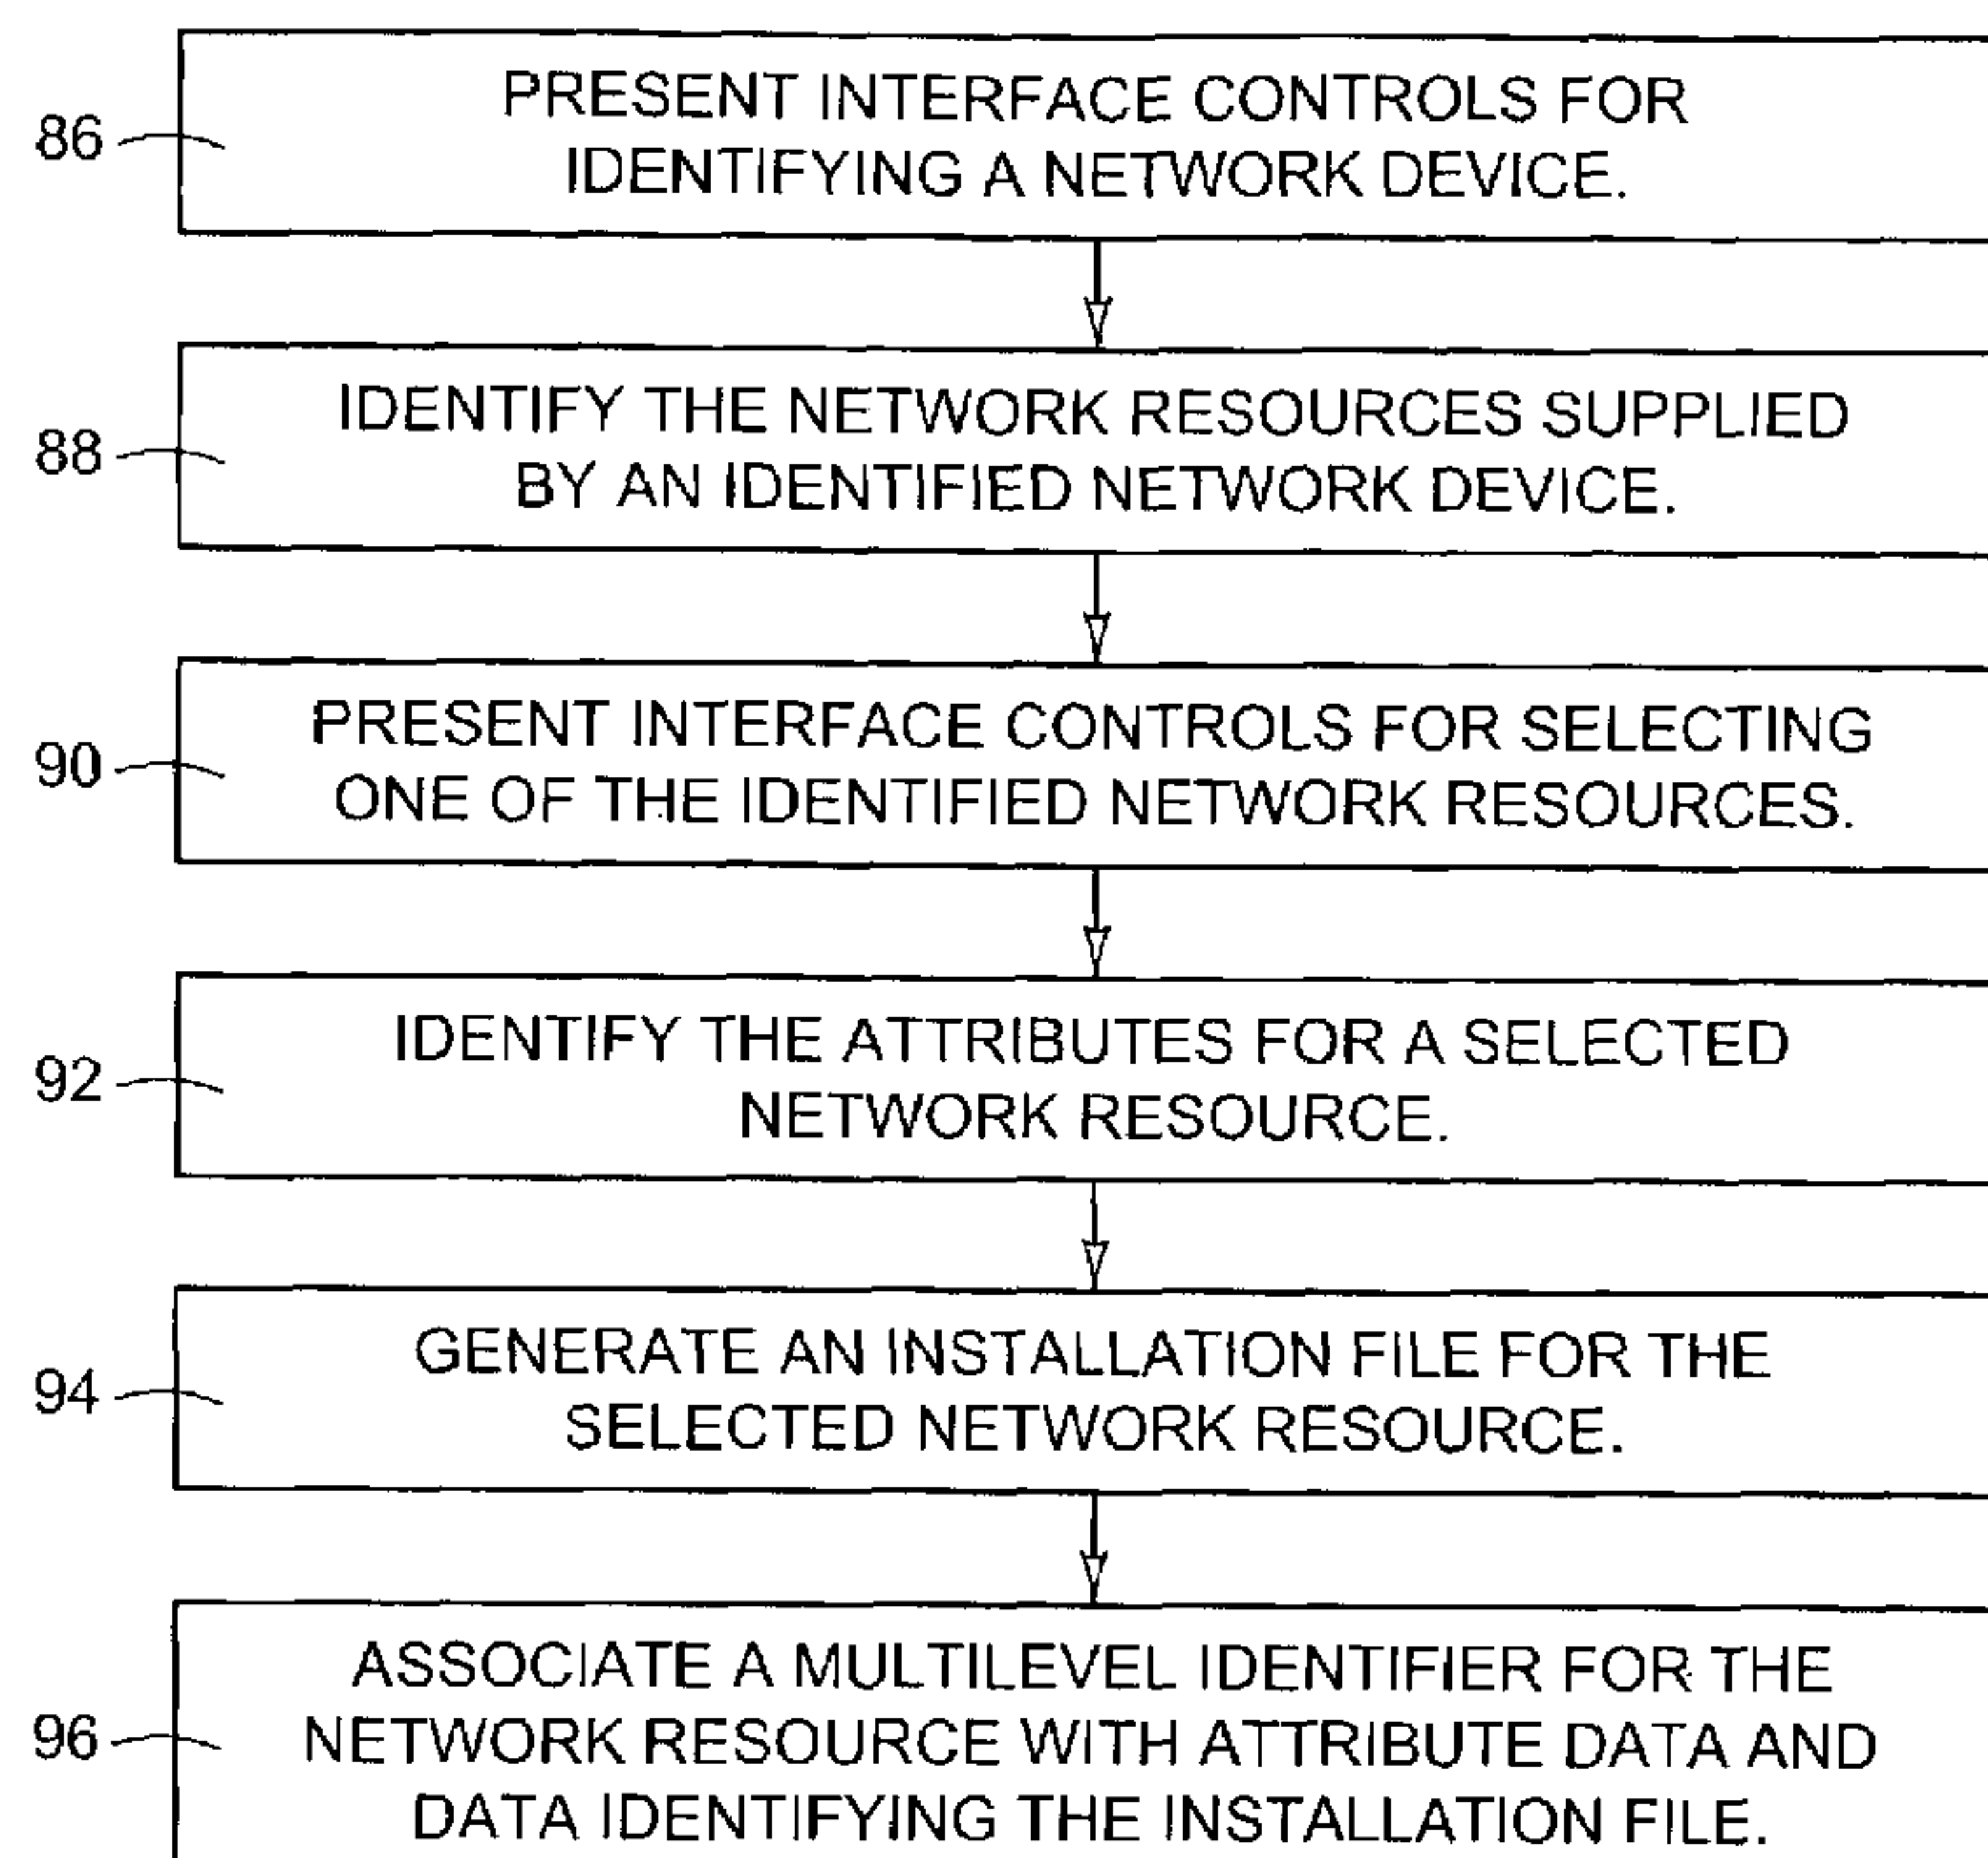 86
PRESENT INTERFACE CONTROLS FOR
IDENTIFYING A NETWORK DEVICE.
88
IDENTIFY THE NETWORK RESOURCES SUPPLIED
BY AN IDENTIFIED NETWORK DEVICE.
90
PRESENT INTERFACE CONTROLS FOR SELECTING
ONE OF THE IDENTIFIED NETWORK RESOURCES.
92
IDENTIFY THE ATTRIBUTES FOR A SELECTED
NETWORK RESOURCE.
94
GENERATE AN INSTALLATION FILE FOR THE
SELECTED NETWORK RESOURCE.
96
ASSOCIATE A MULTILEVEL IDENTIFIER FOR THE
NETWORK RESOURCE WITH ATTRIBUTE DATA AND
DATA IDENTIFYING THE INSTALLATION FILE.